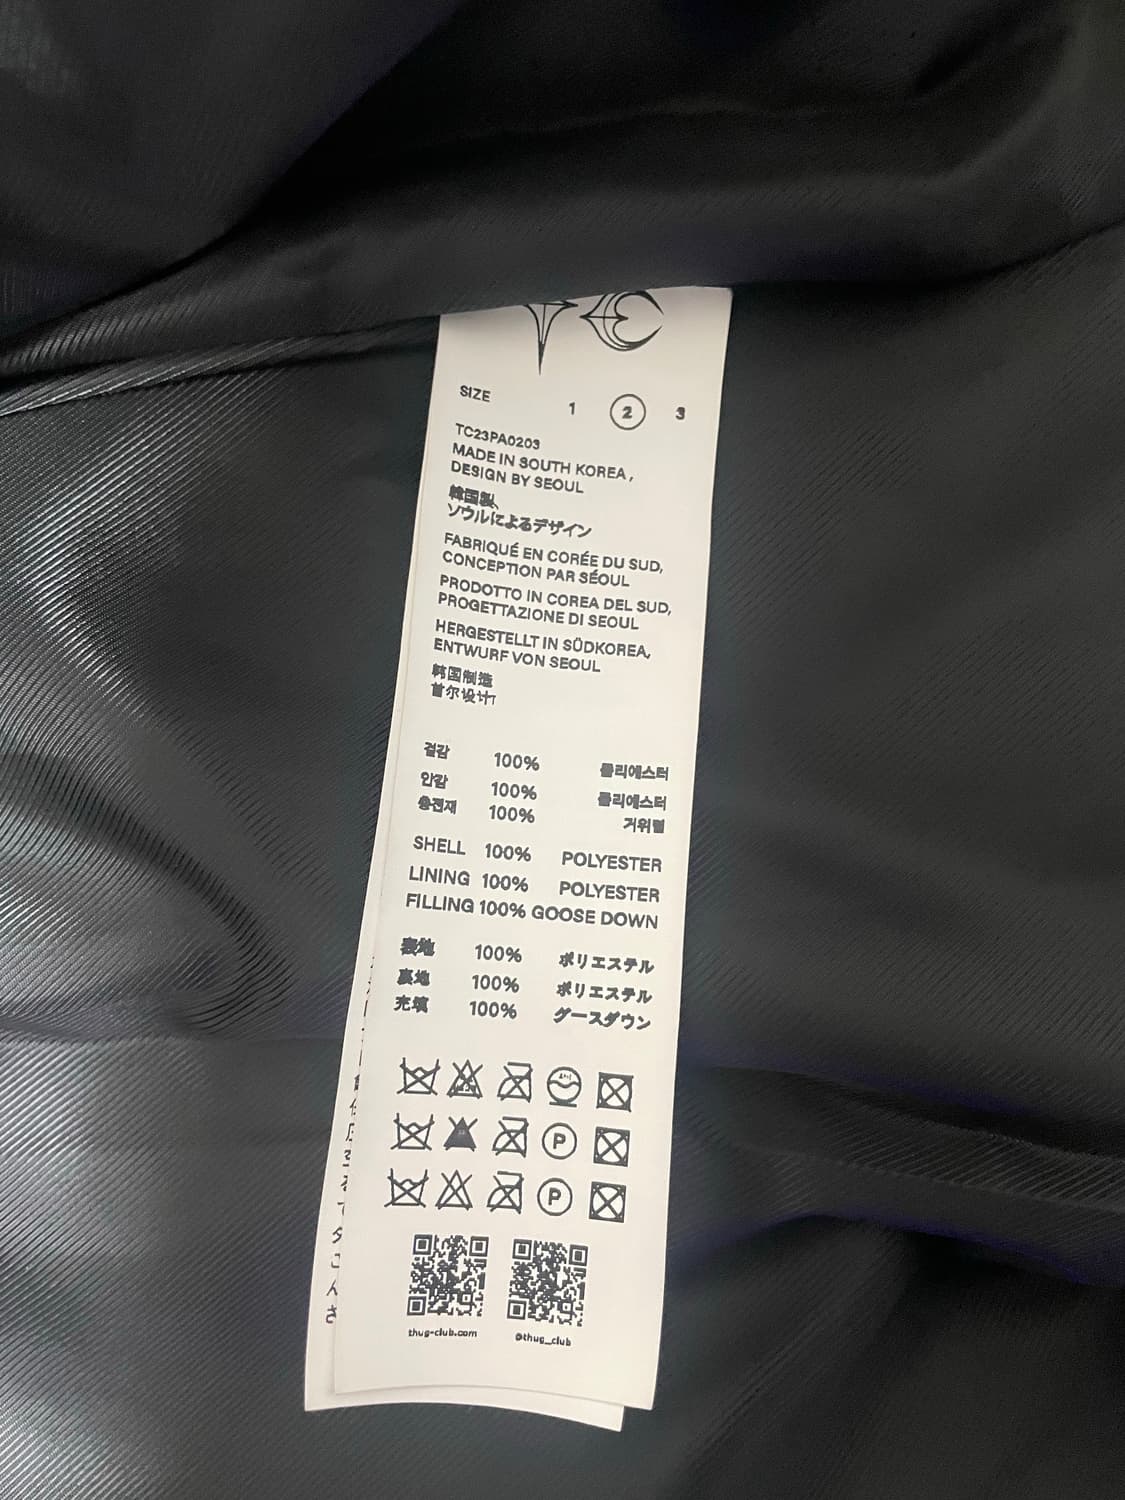 SIZE 1 2 3
TC23PA0203
MADE IN SOUTH KOREA,
DESIGN BY SEOUL
韓国製、
ソウルによるデザイン
FABRIQUÉ EN CORÉE DU SUD,
CONCEPTION PAR SÉOUL
PRODOTTO IN COREA DEL SUD,
PROGETTAZIONE DI SEOUL
HERGESTELLT IN SÜDKOREA,
ENTWURF VON SEOUL
韩国制造
首尔设计
겉감 100% 폴리에스터
안감 100% 폴리에스터
충전재 100% 거위털
SHELL 100% POLYESTER
LINING 100% POLYESTER
FILLING 100% GOOSE DOWN
表地 100% ポリエステル
裏地 100% ポリエステル
充填 100% グースダウン
P
P
thug-club.com
@thug_club